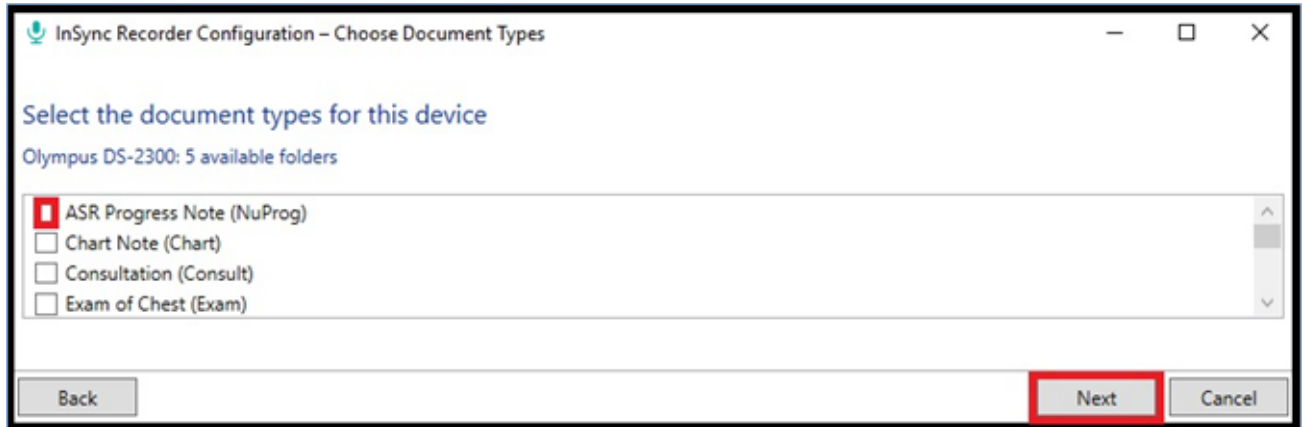 InSync Recorder Configuration – Choose Document Types
Select the document types for this device
Olympus DS-2300: 5 available folders
ASR Progress Note (NuProg)
Chart Note (Chart)
Consultation (Consult)
Exam of Chest (Exam)
Back Next Cancel